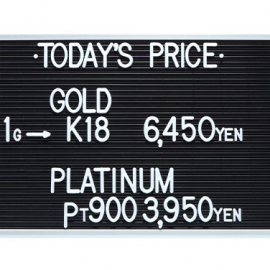 ·TODAY'S PRICE·
GOLD
1G→ K18 6,450YEN
PLATINUM
PT900 3,950YEN